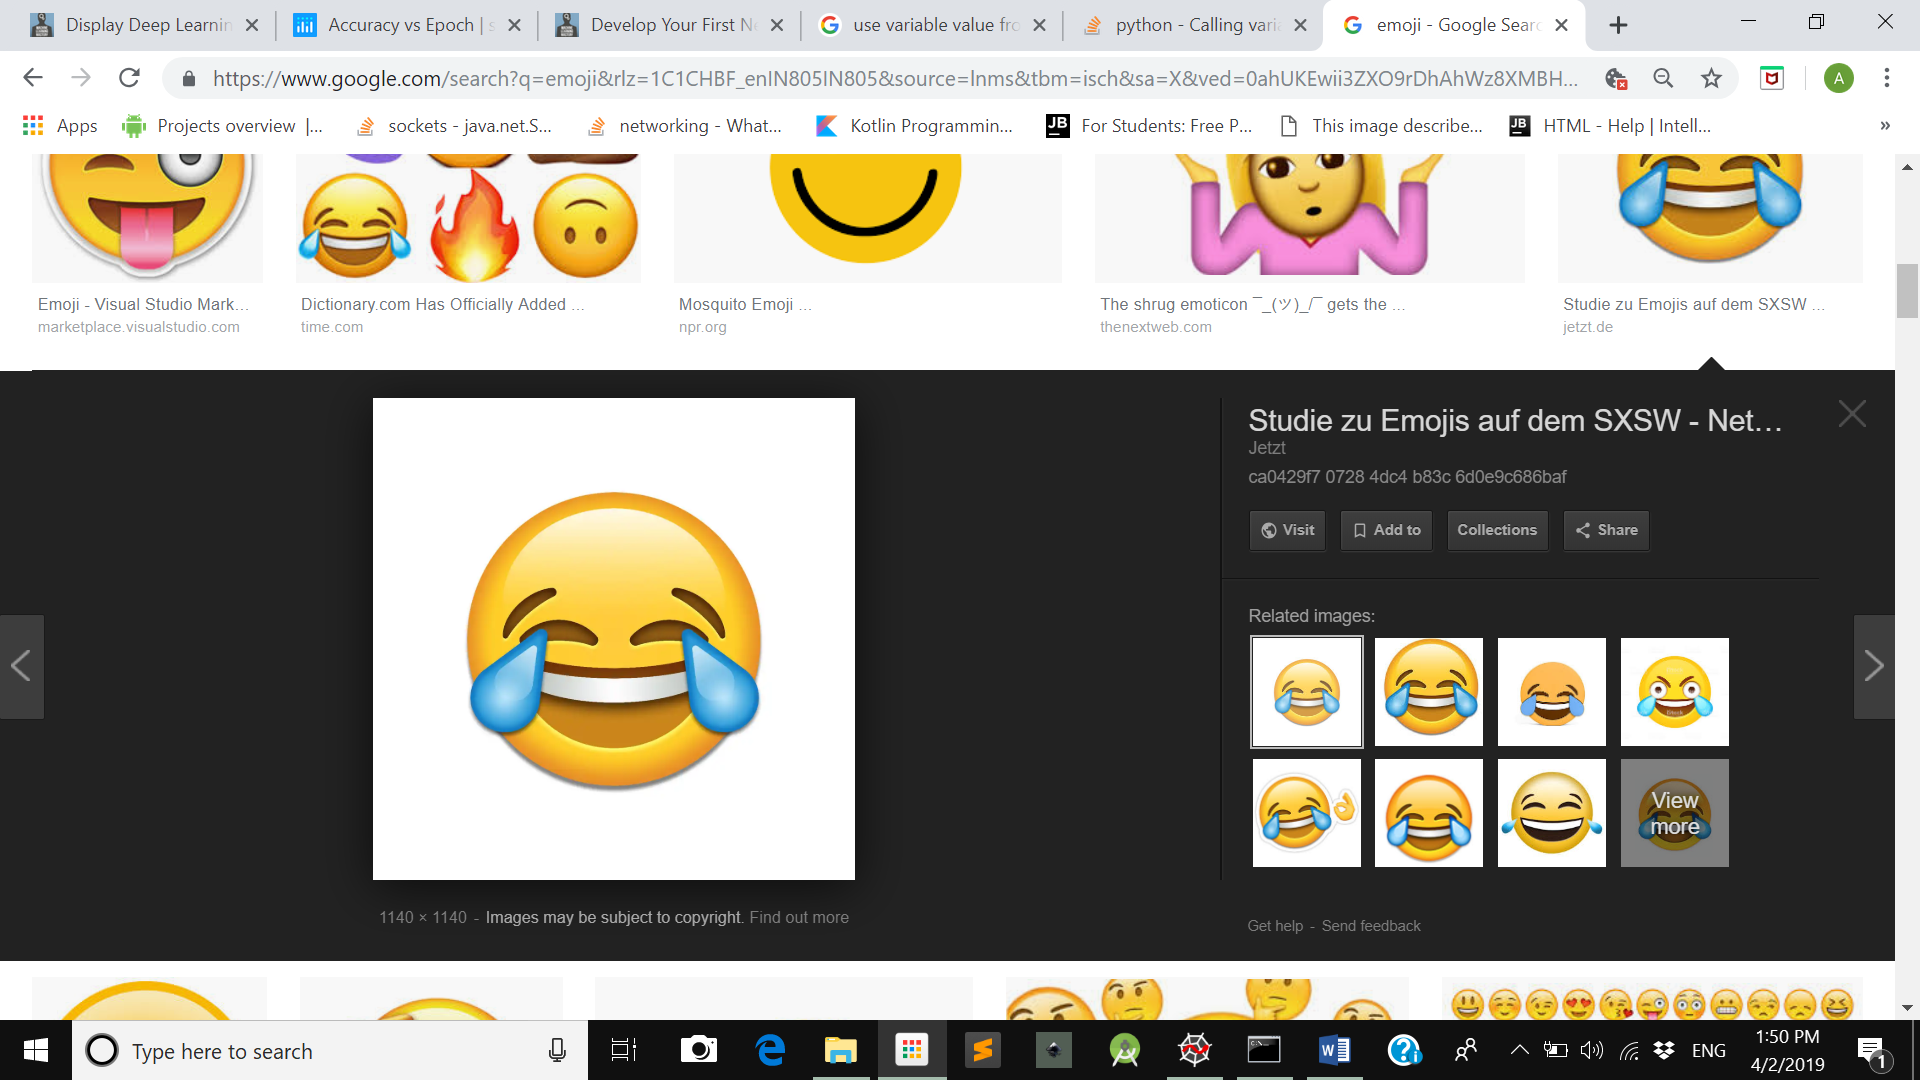 Display Deep Learnin
Accuracy vs Epoch | s
Develop Your First Ne
use variable value fro
python - Calling varia
emoji - Google Searc
https://www.google.com/search?q=emoji&rlz=1C1CHBF_enIN805IN805&source=lnms&tbm=isch&sa=X&ved=0ahUKEwii3ZXO9rDhAhWz8XMBH...
A
Apps
Projects overview |...
sockets - java.net.S...
networking - What...
Kotlin Programmin...
JB
For Students: Free P...
This image describe...
JB
HTML - Help | Intell...
»
Emoji - Visual Studio Mark...
marketplace.visualstudio.com
Dictionary.com Has Officially Added ...
time.com
Mosquito Emoji ...
npr.org
The shrug emoticon ¯_(ツ)_/¯ gets the ...
thenextweb.com
Studie zu Emojis auf dem SXSW ...
jetzt.de
Studie zu Emojis auf dem SXSW - Net...
Jetzt
ca0429f7 0728 4dc4 b83c 6d0e9c686baf
Visit
Add to
Collections
Share
Related images:
View
more
1140 × 1140 - Images may be subject to copyright. Find out more
Get help - Send feedback
Type here to search
ENG
1:50 PM
4/2/2019
1